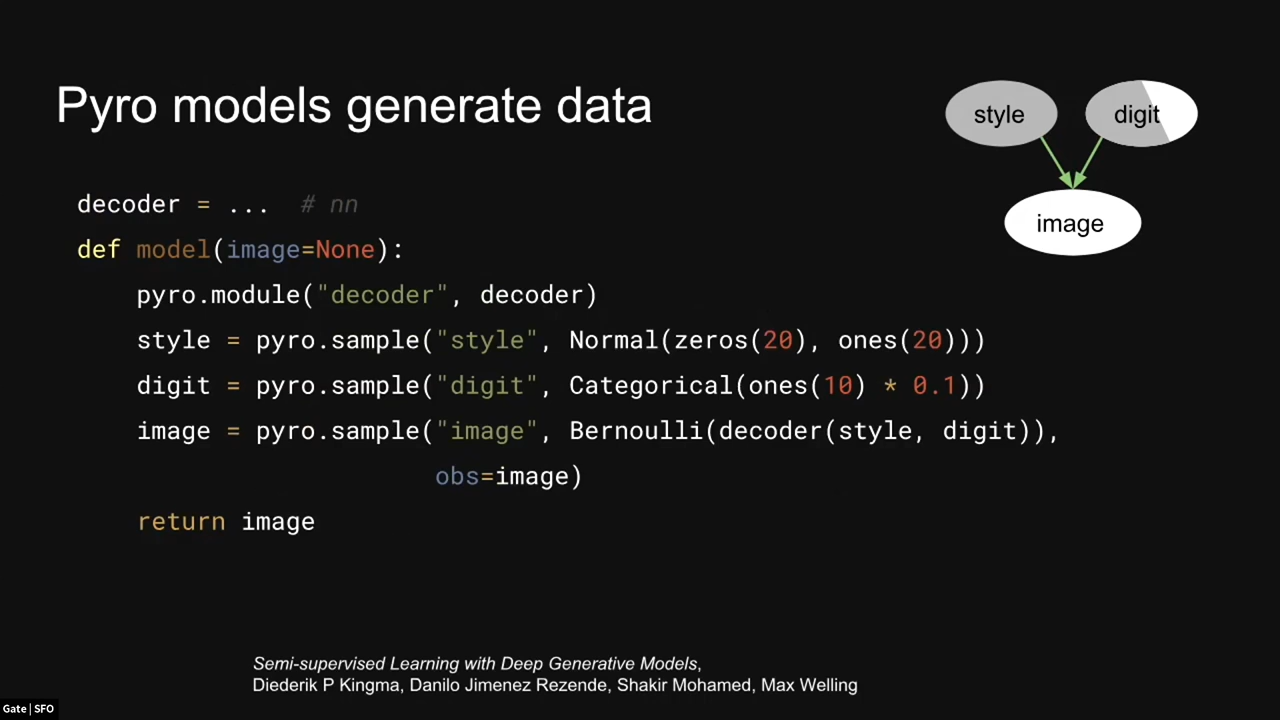 Pyro models generate data
style
digit
image
decoder = ...  # nn
def model(image=None):
    pyro.module("decoder", decoder)
    style = pyro.sample("style", Normal(zeros(20), ones(20)))
    digit = pyro.sample("digit", Categorical(ones(10) * 0.1))
    image = pyro.sample("image", Bernoulli(decoder(style, digit)),
                        obs=image)
    return image
Semi-supervised Learning with Deep Generative Models,
Diederik P Kingma, Danilo Jimenez Rezende, Shakir Mohamed, Max Welling
Gate | SFO